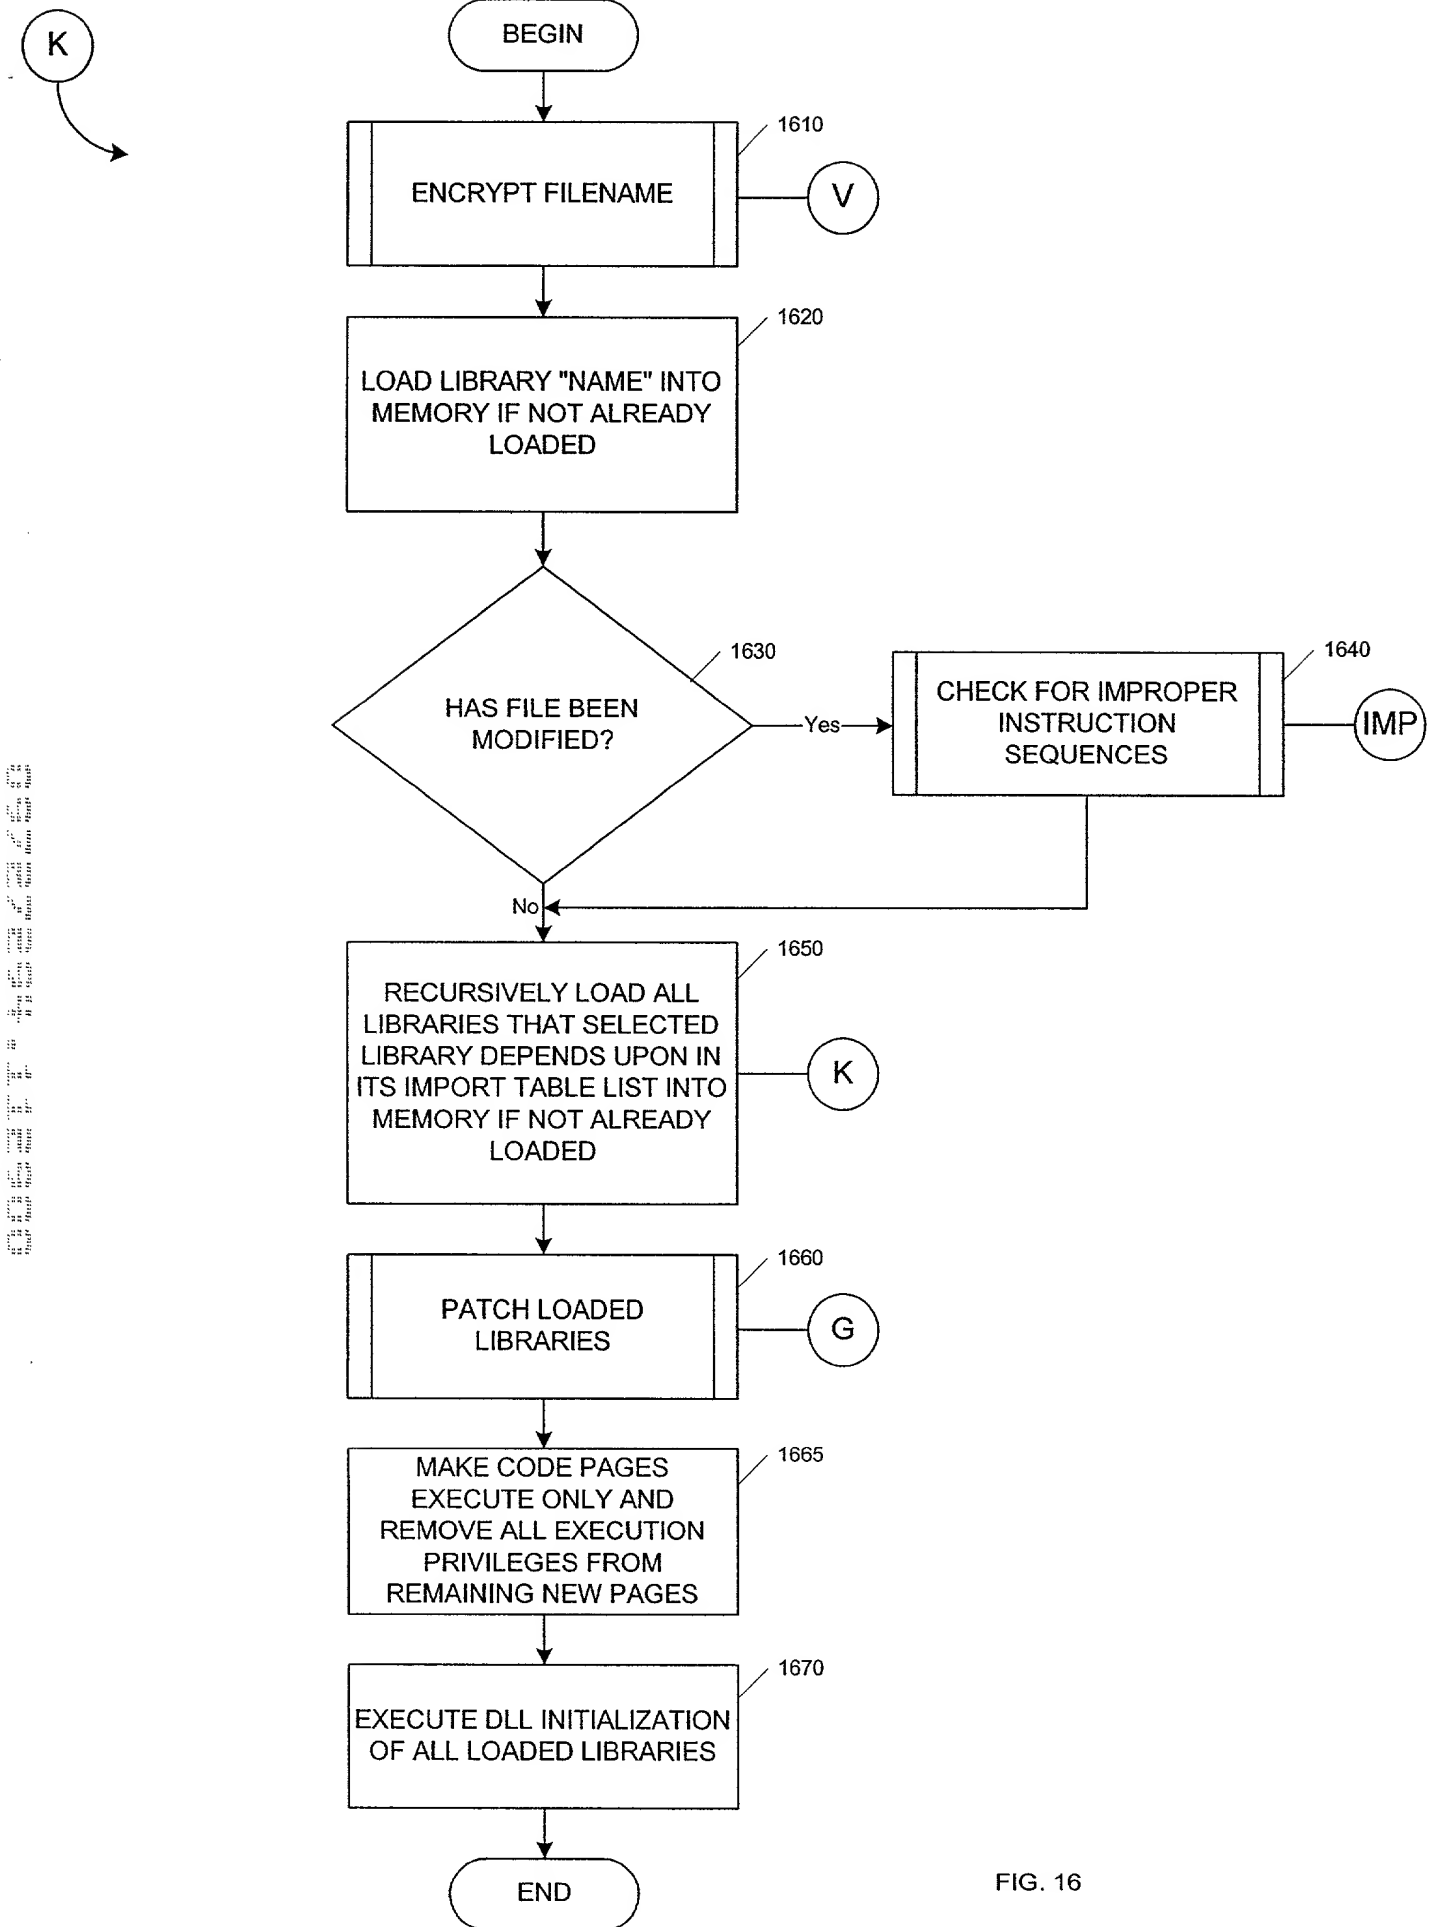 K
BEGIN
1610
ENCRYPT FILENAME
V
1620
LOAD LIBRARY "NAME" INTO
MEMORY IF NOT ALREADY
LOADED
1630
HAS FILE BEEN
MODIFIED?
Yes
1640
CHECK FOR IMPROPER
INSTRUCTION
SEQUENCES
IMP
No
1650
RECURSIVELY LOAD ALL
LIBRARIES THAT SELECTED
LIBRARY DEPENDS UPON IN
ITS IMPORT TABLE LIST INTO
MEMORY IF NOT ALREADY
LOADED
K
1660
PATCH LOADED
LIBRARIES
G
1665
MAKE CODE PAGES
EXECUTE ONLY AND
REMOVE ALL EXECUTION
PRIVILEGES FROM
REMAINING NEW PAGES
1670
EXECUTE DLL INITIALIZATION
OF ALL LOADED LIBRARIES
END
FIG. 16